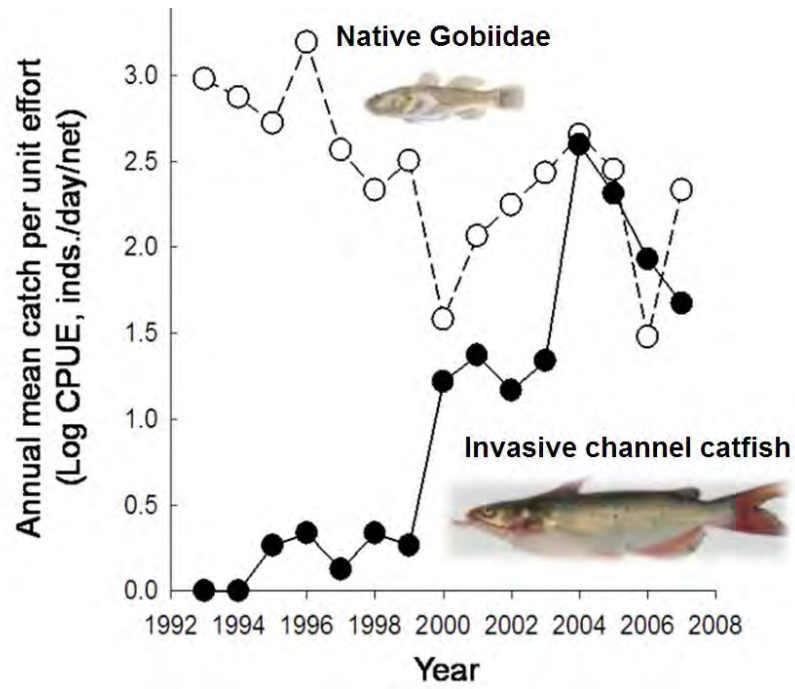 Native Gobiidae
Annual mean catch per unit effort
(Log CPUE, inds./day/net)
3.0
2.5
2.0
1.5
1.0
0.5
0.0
Invasive channel catfish
1992 1994 1996 1998 2000 2002 2004 2006 2008
Year